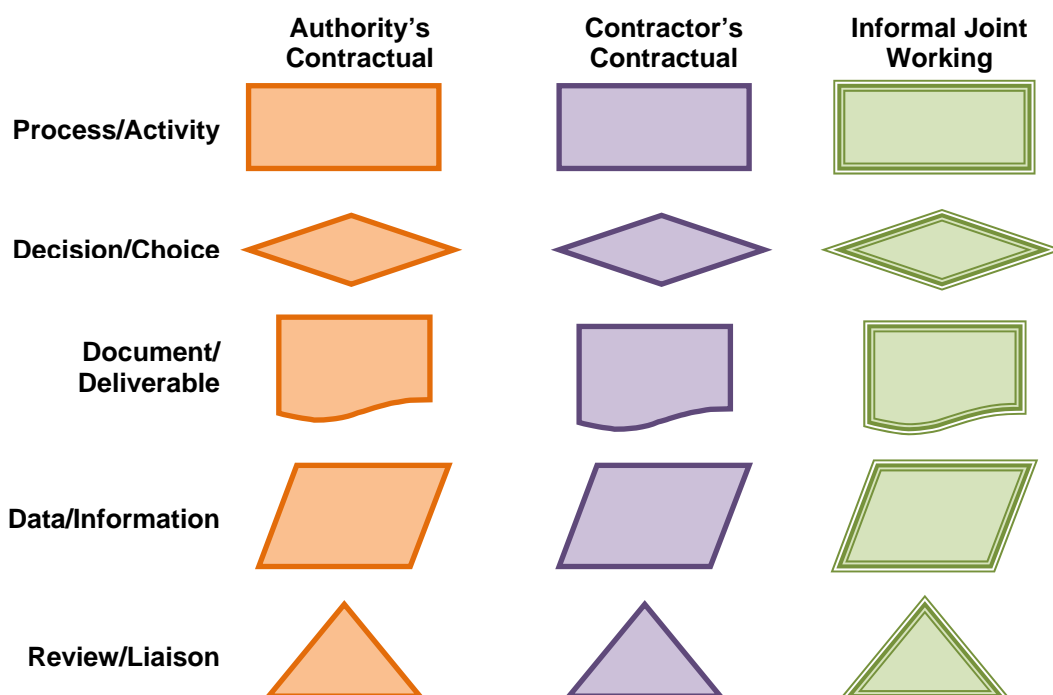 Authority's
Contractual
Contractor's
Contractual
Informal Joint
Working
Process/Activity
Decision/Choice
Document/
Deliverable
Data/Information
Review/Liaison